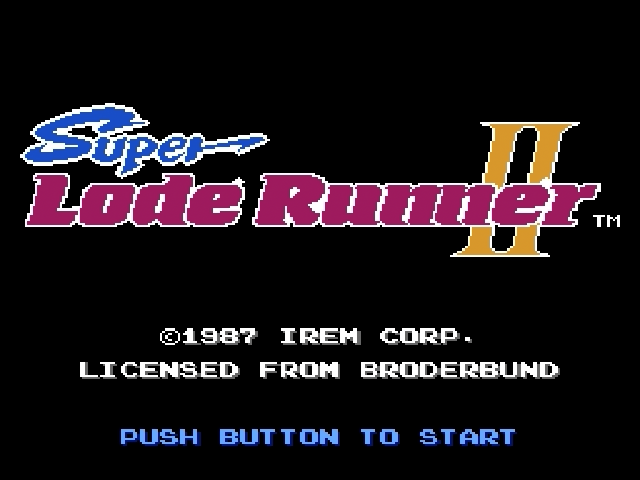 Super
Lode Runner II ™
©1987 IREM CORP.
LICENSED FROM BRODERBUND
PUSH BUTTON TO START